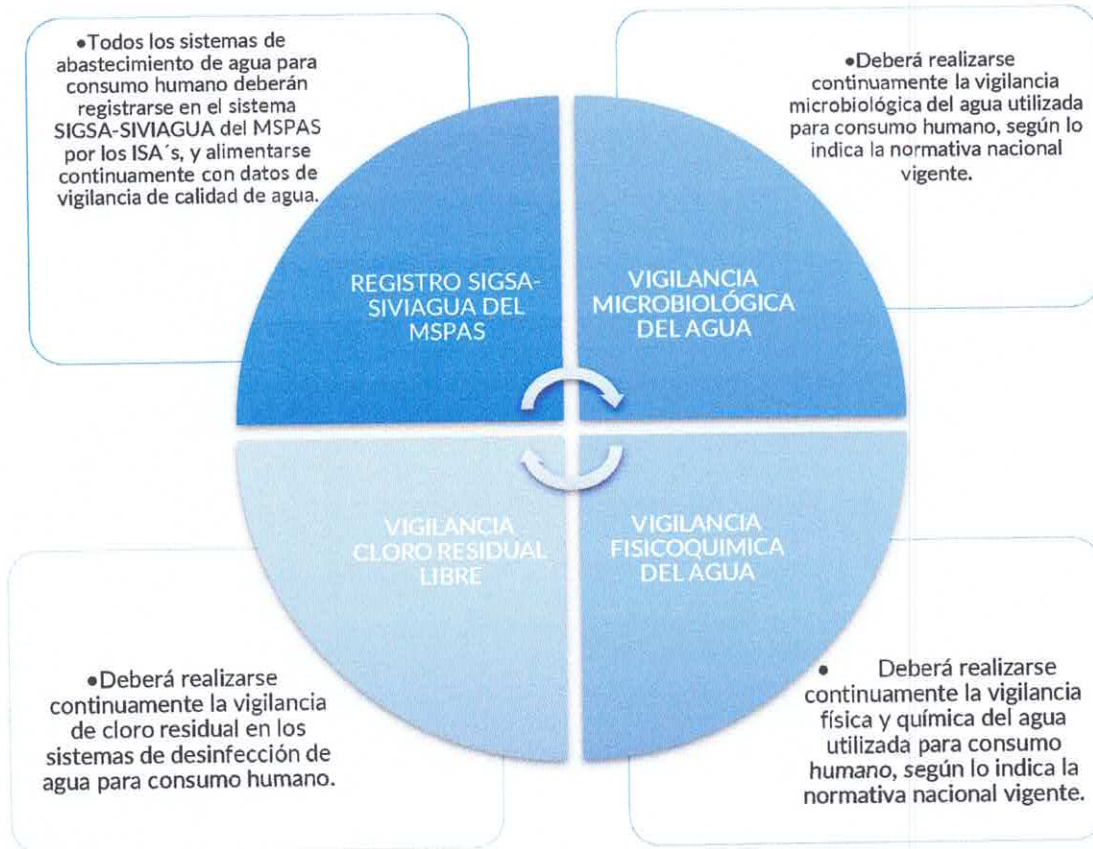 •Todos los sistemas de
abastecimiento de agua para
consumo humano deberán
registrarse en el sistema
SIGSA-SIVIAGUA del MSPAS
por los ISA´s, y alimentarse
continuamente con datos de
vigilancia de calidad de agua.
•Deberá realizarse
continuamente la vigilancia
microbiológica del agua utilizada
para consumo humano, según lo
indica la normativa nacional
vigente.
REGISTRO SIGSA-
SIVIAGUA DEL
MSPAS
VIGILANCIA
MICROBIOLÓGICA
DEL AGUA
VIGILANCIA
CLORO RESIDUAL
LIBRE
VIGILANCIA
FISICOQUIMICA
DEL AGUA
•Deberá realizarse
continuamente la vigilancia
de cloro residual en los
sistemas de desinfección de
agua para consumo humano.
• Deberá realizarse
continuamente la vigilancia
física y química del agua
utilizada para consumo
humano, según lo indica la
normativa nacional vigente.